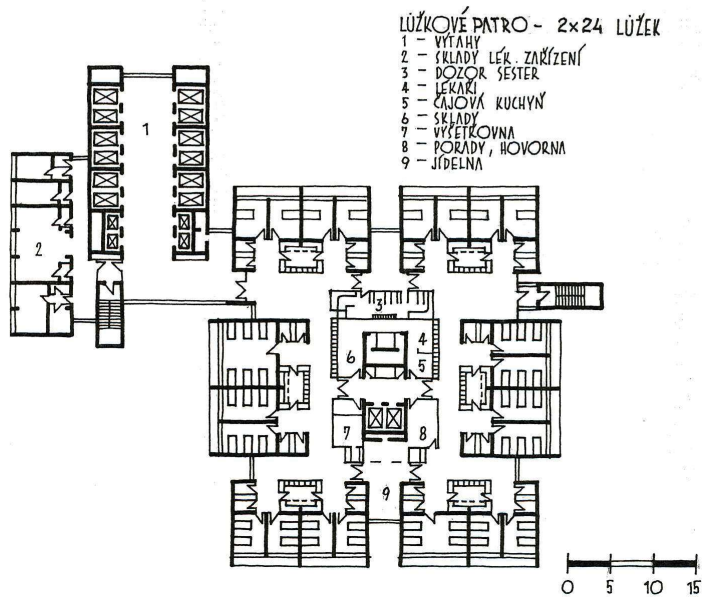 LŮŽKOVÉ PATRO - 2x24 LŮŽEK
1 - VÝTAHY
2 - SKLADY LÉK. ZAŘÍZENÍ
3 - DOZOR SESTER
4 - LÉKAŘI
5 - ČAJOVÁ KUCHYŇ
6 - SKLADY
7 - VYŠETŘOVNA
8 - PORADY, HOVORNA
9 - JÍDELNA
1
2
3
4
6
5
7
8
9
0 5 10 15